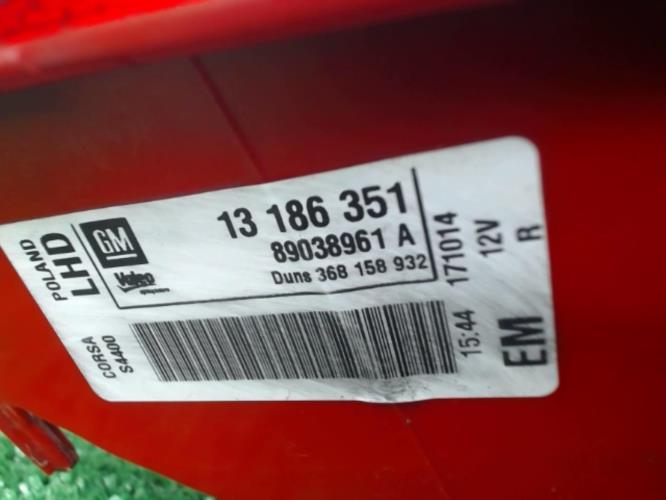 POLAND
LHD
GM
Valeo
13 186 351
89038961 A
Duns 368 158 932
171014
12V
R
CORSA
S4400
15:44
EM